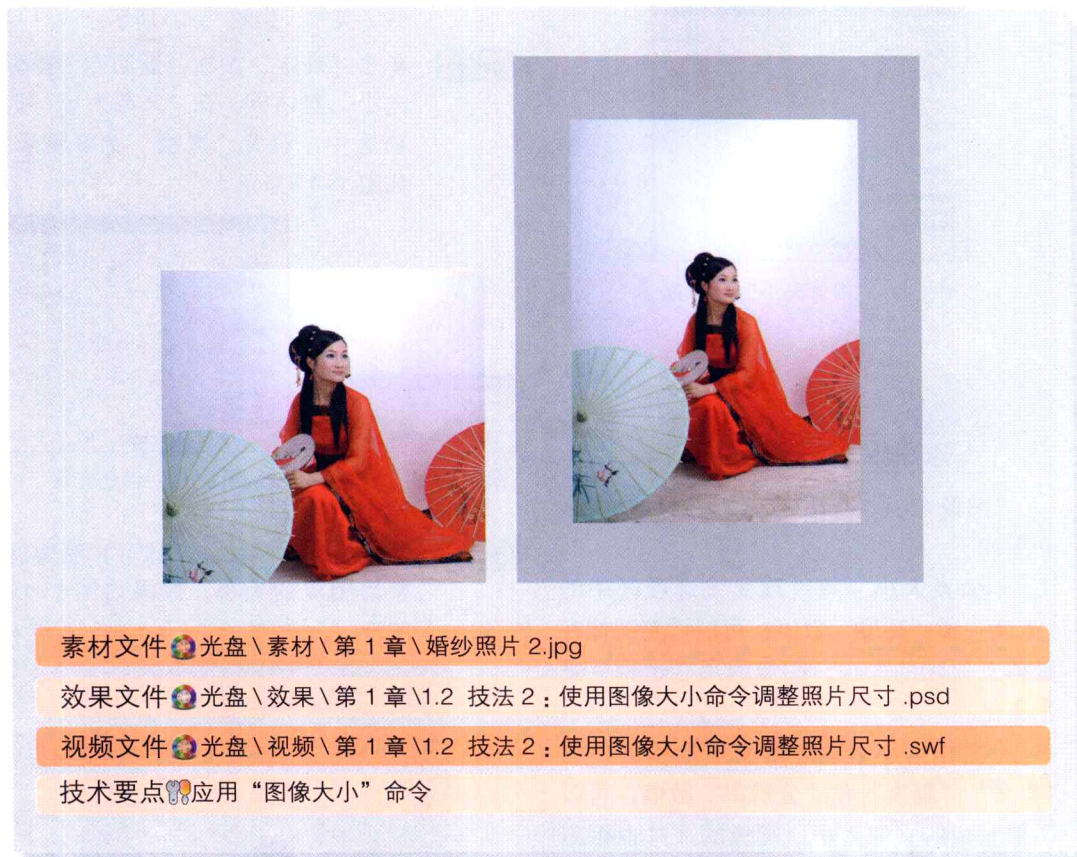 素材文件 光盘\素材\第 1 章\婚纱照片 2.jpg
效果文件 光盘\效果\第 1 章\1.2 技法 2：使用图像大小命令调整照片尺寸 .psd
视频文件 光盘\视频\第 1 章\1.2 技法 2：使用图像大小命令调整照片尺寸 .swf
技术要点 应用“图像大小”命令